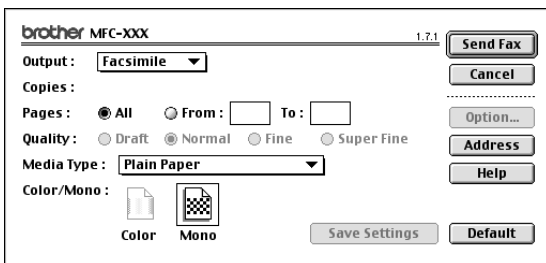 brother MFC-XXX 1.7.1
Send Fax
Output : Facsimile
Cancel
Copies :
Pages : All From : To :
Option...
Quality : Draft Normal Fine Super Fine
Address
Media Type : Plain Paper
Help
Color/Mono :
Color Mono
Save Settings
Default